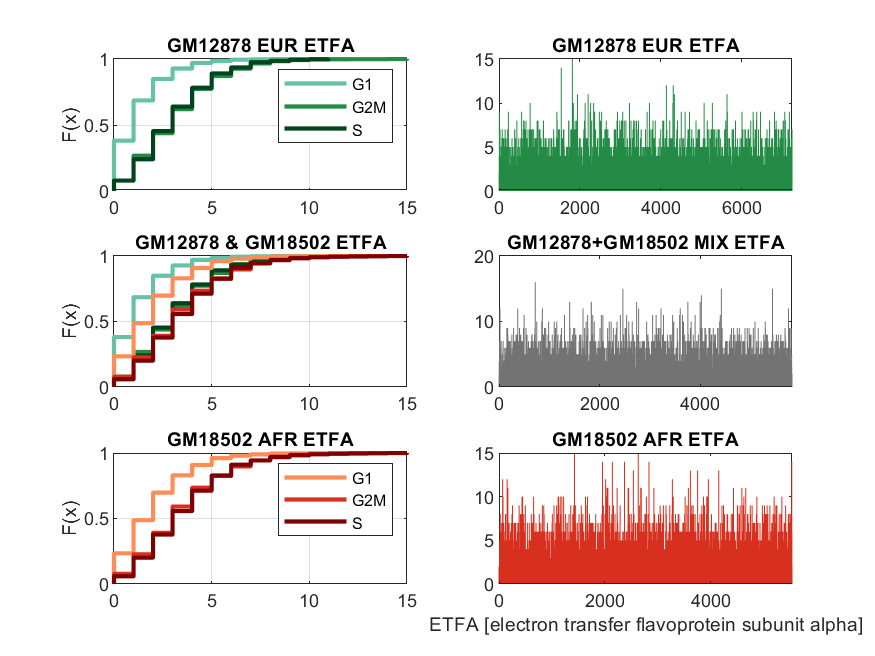 GM12878 EUR ETFA
1
0.5
0
F(x)
0 5 10 15
G1
G2M
S
GM12878 EUR ETFA
15
10
5
0
0 2000 4000 6000
GM12878 & GM18502 ETFA
1
0.5
0
F(x)
0 5 10 15
GM12878+GM18502 MIX ETFA
20
10
0
0 2000 4000
GM18502 AFR ETFA
1
0.5
0
F(x)
0 5 10 15
G1
G2M
S
GM18502 AFR ETFA
15
10
5
0
0 2000 4000
ETFA [electron transfer flavoprotein subunit alpha]